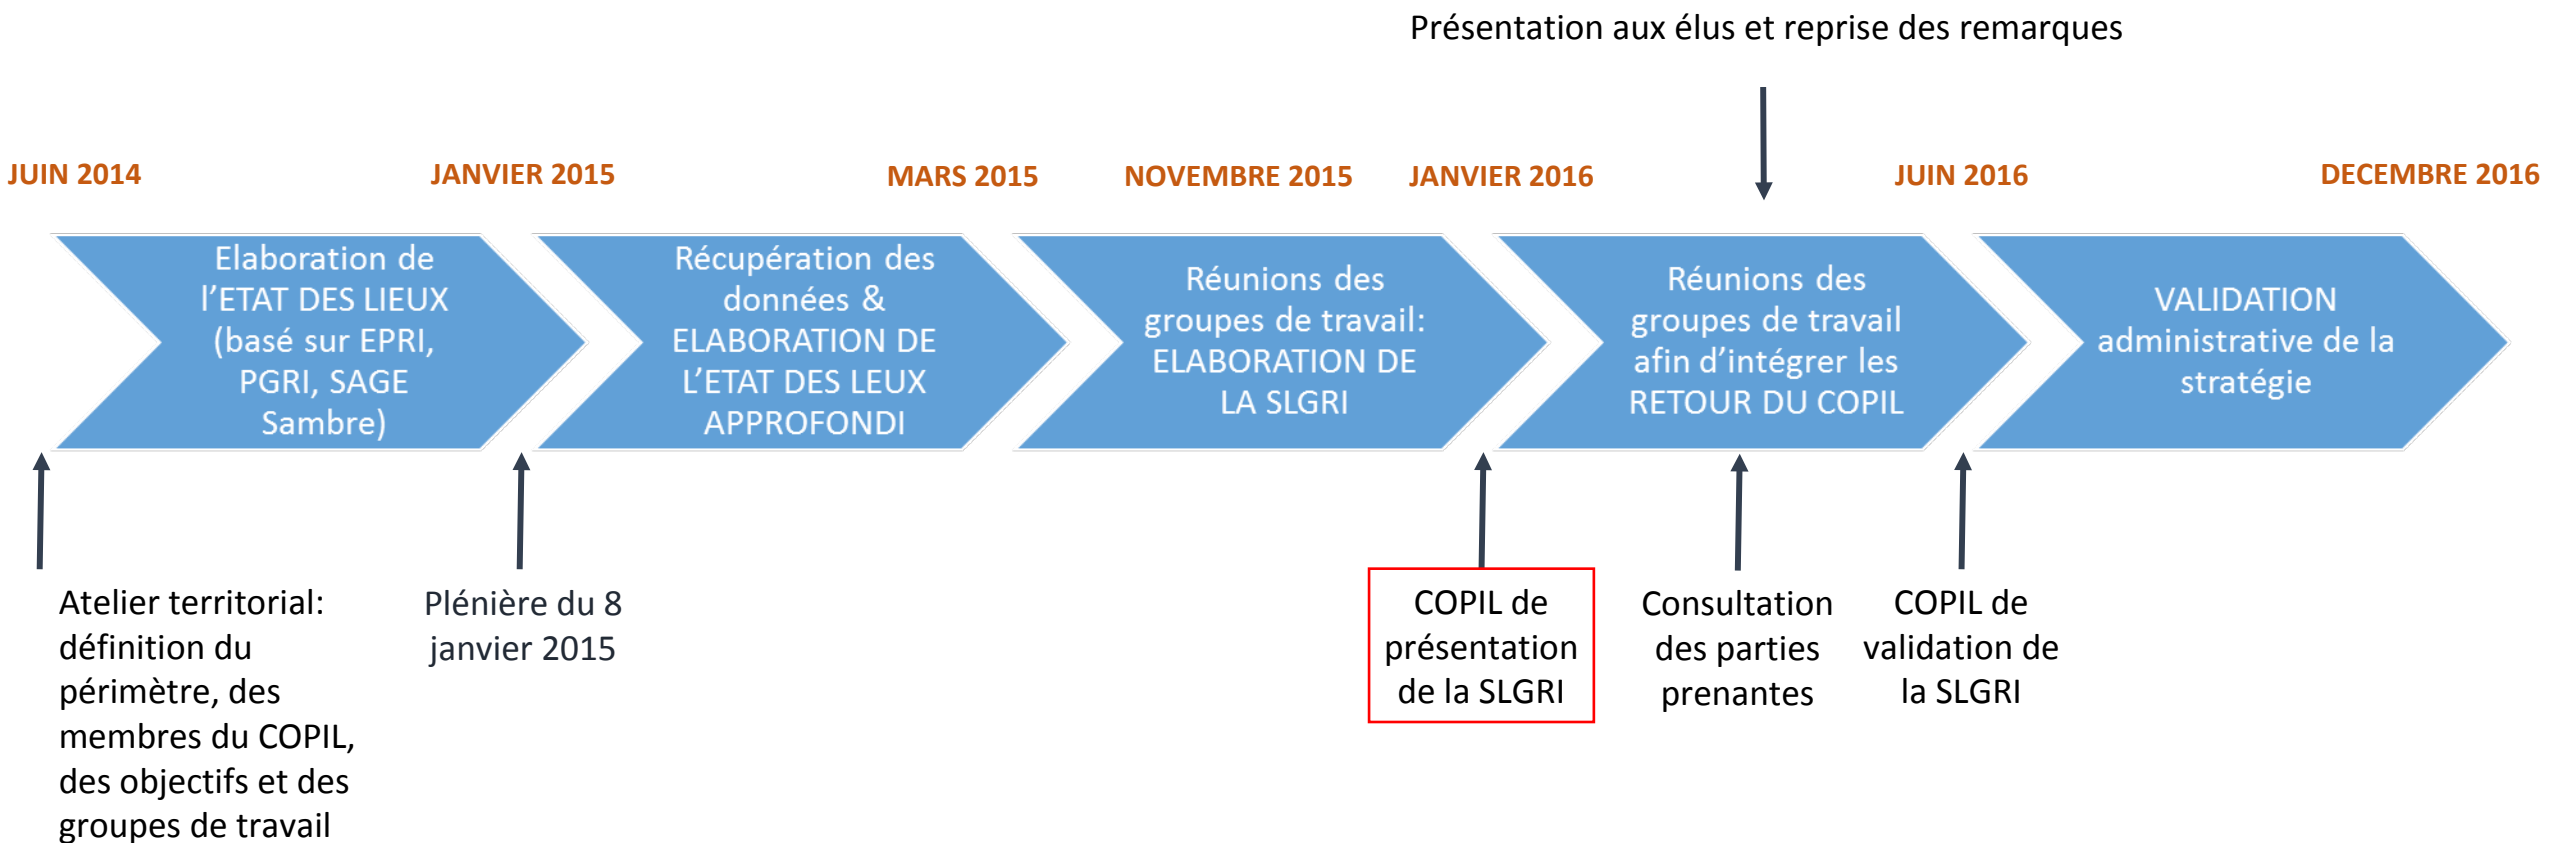 Présentation aux élus et reprise des remarques
JUIN 2014
JANVIER 2015
MARS 2015
NOVEMBRE 2015
JANVIER 2016
JUIN 2016
DECEMBRE 2016
Elaboration de
l'ETAT DES LIEUX
(basé sur EPRI,
PGRI, SAGE
Sambre)
Récupération des
données &
ELABORATION DE
L'ETAT DES LEUX
APPROFONDI
Réunions des
groupes de travail:
ELABORATION DE
LA SLGRI
Réunions des
groupes de travail
afin d'intégrer les
RETOUR DU COPIL
VALIDATION
administrative de la
stratégie
Atelier territorial:
définition du
périmètre, des
membres du COPIL,
des objectifs et des
groupes de travail
Plénière du 8
janvier 2015
COPIL de
présentation
de la SLGRI
Consultation
des parties
prenantes
COPIL de
validation de
la SLGRI